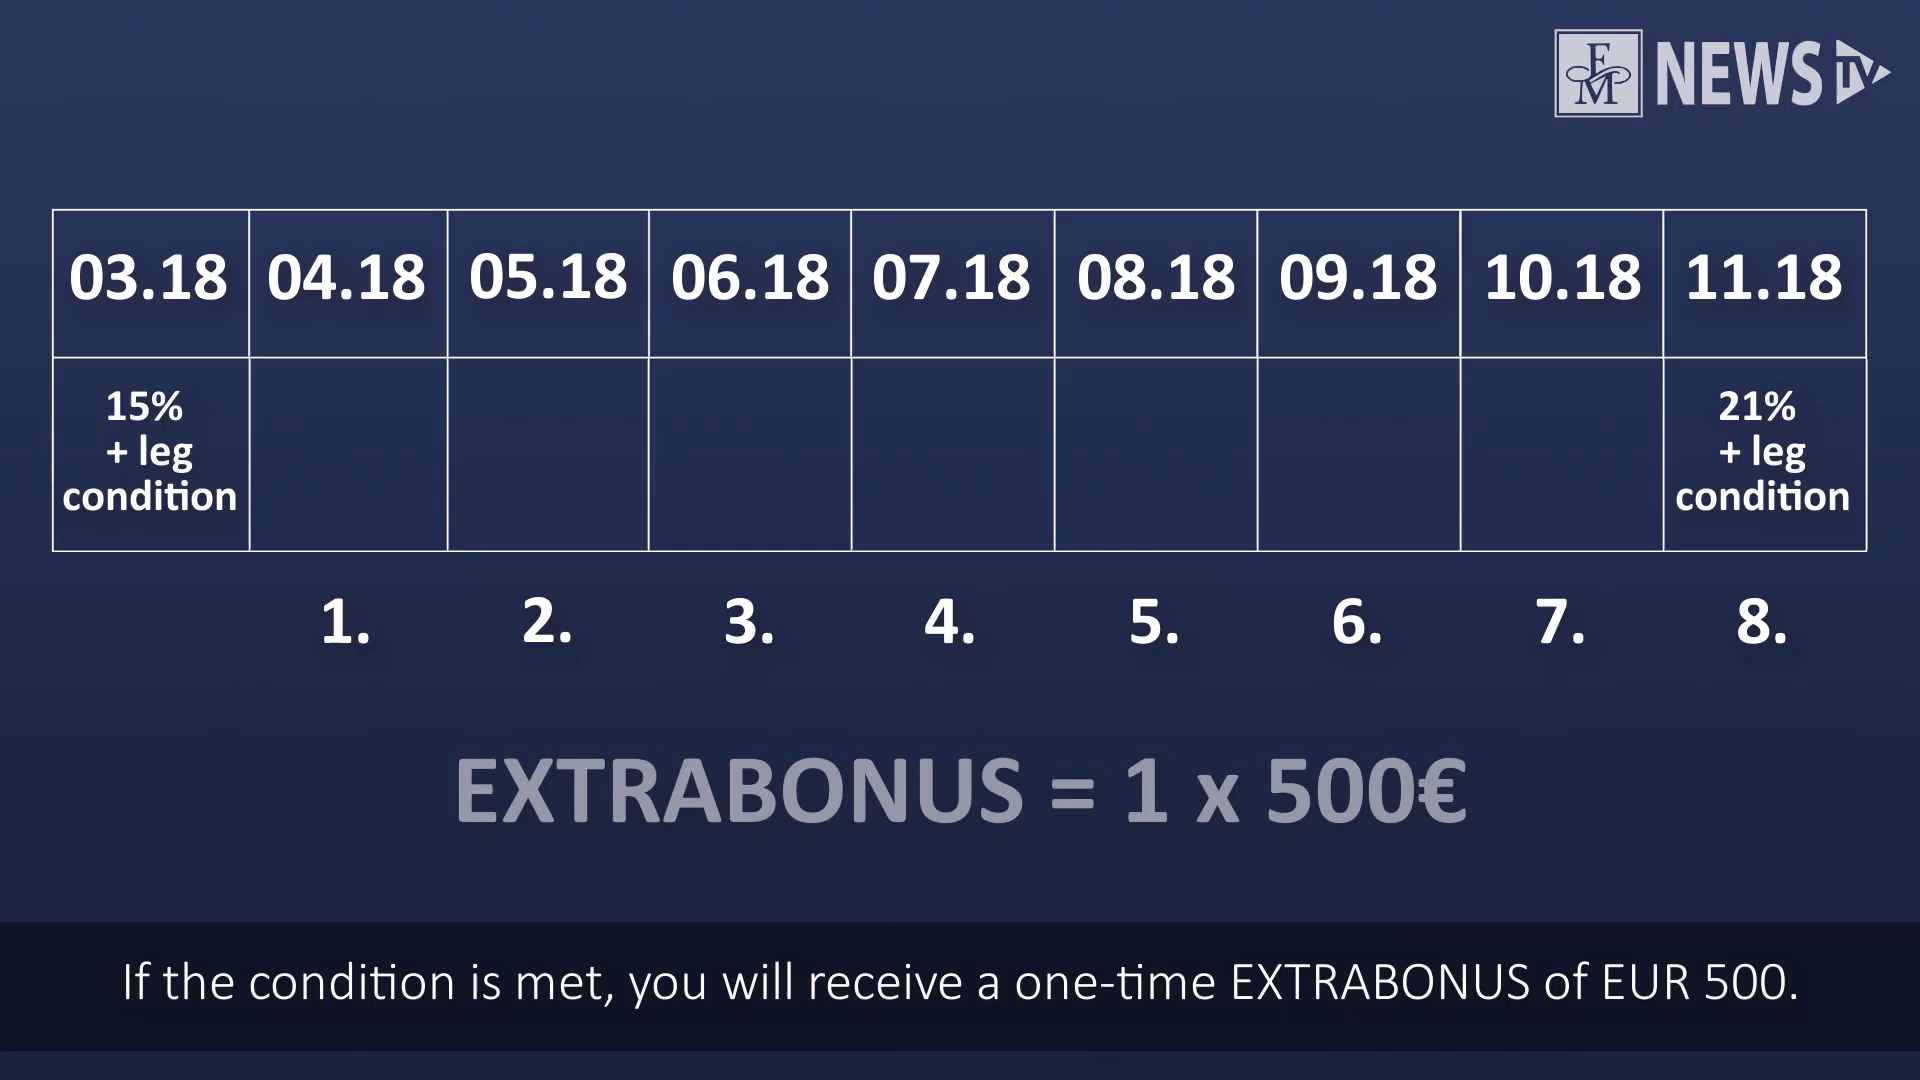 FM NEWS TV
03.18 04.18 05.18 06.18 07.18 08.18 09.18 10.18 11.18
15%
+ leg
condition
21%
+ leg
condition
1. 2. 3. 4. 5. 6. 7. 8.
EXTRABONUS = 1 x 500€
If the condition is met, you will receive a one-time EXTRABONUS of EUR 500.